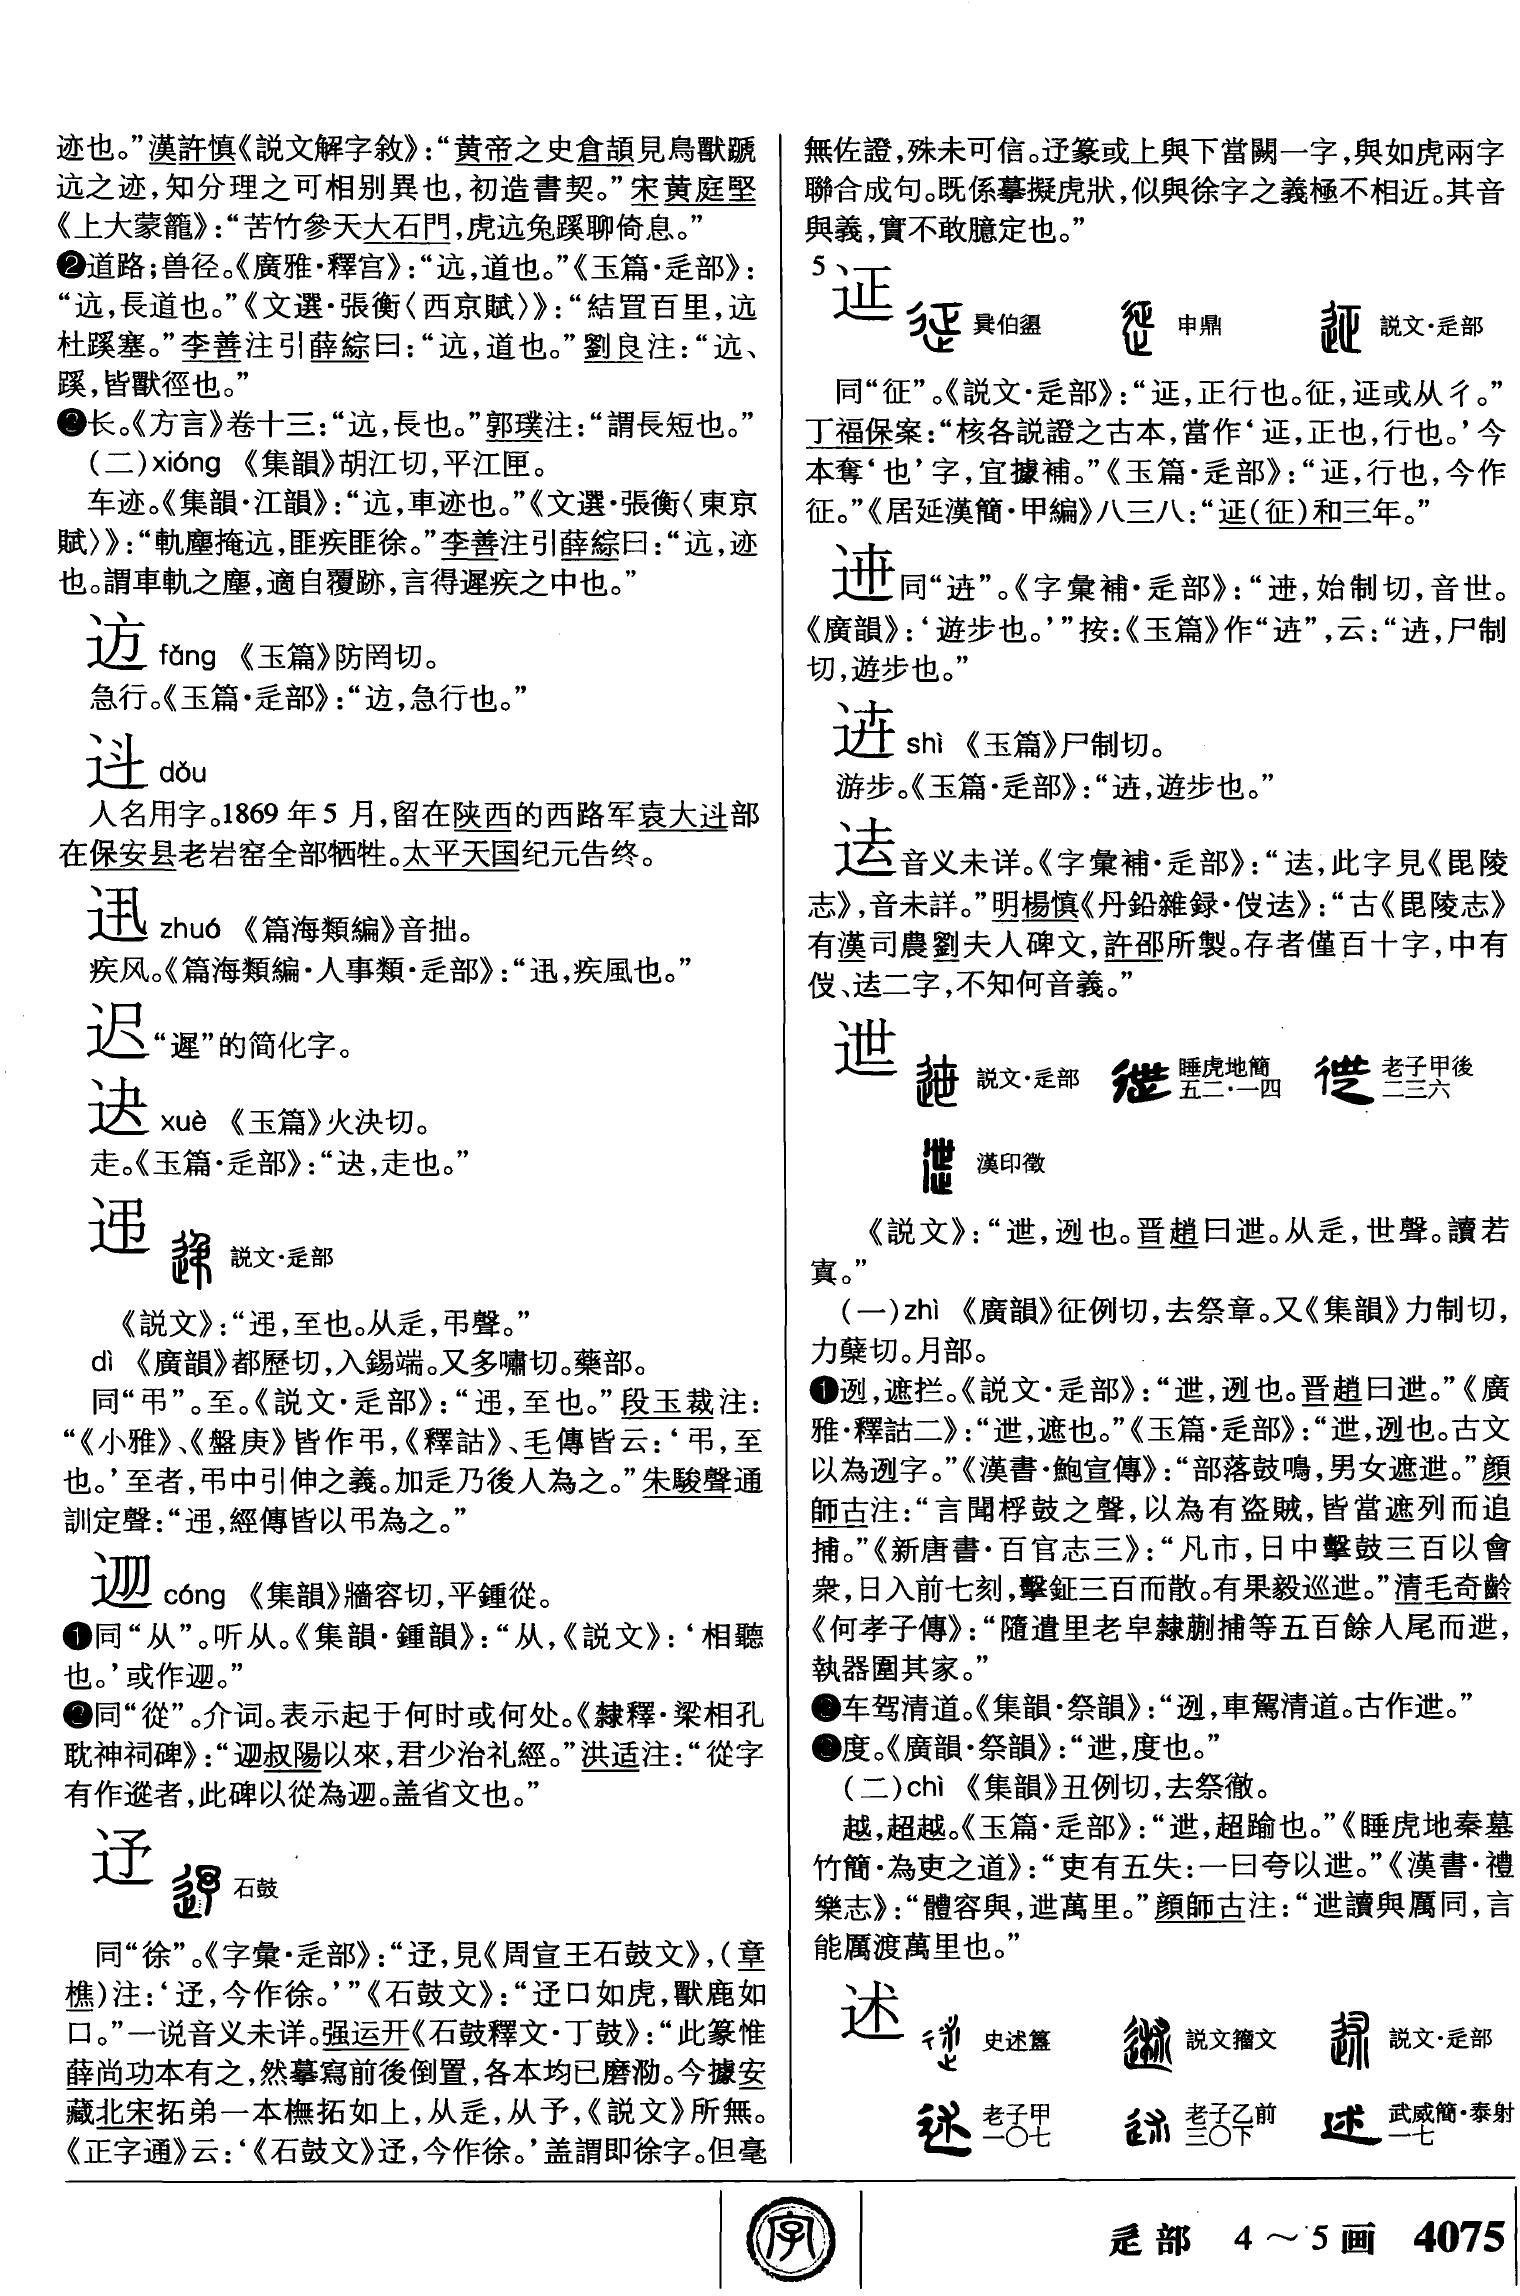 迹也。”漢許慎《説文解字敘》：“黄帝之史倉頡見鳥獸蹏
迒之迹，知分理之可相别異也，初造書契。”宋黄庭堅
《上大蒙籠》：“苦竹參天大石門，虎迒兔蹊聊倚息。”
❷道路；兽径。《廣雅·釋宫》：“迒，道也。”《玉篇·辵部》：
“迒，長道也。”《文選·張衡〈西京賦〉》：“結罝百里，迒
杜蹊塞。”李善注引薛綜曰：“迒，道也。”劉良注：“迒、
蹊，皆獸徑也。”
❸长。《方言》卷十三：“迒，長也。”郭璞注：“謂長短也。”
（二）xióng 《集韻》胡江切，平江匣。
车迹。《集韻·江韻》：“迒，車迹也。”《文選·張衡〈東京
賦〉》：“軌塵掩迒，匪疾匪徐。”李善注引薛綜曰：“迒，迹
也。謂車軌之塵，適自覆跡，言得遲疾之中也。”
𨒌 fǎng 《玉篇》防罔切。
急行。《玉篇·辵部》：“𨒌，急行也。”
㪷 dǒu
人名用字。1869年5月，留在陕西的西路军袁大部
在保安县老岩窑全部牺牲。太平天国纪元告终。
zhuó 《篇海類編》音拙。
疾风。《篇海類編·人事類·辵部》：“，疾風也。”
迟“遲”的简化字。
xuè 《玉篇》火決切。
走。《玉篇·辵部》：“，走也。”
迌 説文·辵部
《説文》：“，至也。从辵，弔聲。”
dì 《廣韻》都歷切，入錫端。又多嘯切。藥部。
同“弔”。至。《説文·辵部》：“，至也。”段玉裁注：
“《小雅》、《盤庚》皆作弔，《釋詁》、毛傳皆云：‘弔，至
也。’至者，弔中引伸之義。加辵乃後人為之。”朱駿聲通
訓定聲：“，經傳皆以弔為之。”
cóng 《集韻》牆容切，平鍾從。
❶同“从”。听从。《集韻·鍾韻》：“从，《説文》：‘相聽
也。’或作。”
❷同“從”。介词。表示起于何时或何处。《隸釋·梁相孔
耽神祠碑》：“叔陽以來，君少治礼經。”洪适注：“從字
有作者，此碑以從為。盖省文也。”
迃 石鼓
同“徐”。《字彙·辵部》：“，見《周宣王石鼓文》，（章
樵）注：‘，今作徐。’”《石鼓文》：“口如虎，獸鹿如
口。”一说音义未详。强运开《石鼓釋文·丁鼓》：“此篆惟
薛尚功本有之，然摹寫前後倒置，各本均已磨泐。今據安
藏北宋拓弟一本橅拓如上，从辵，从予，《説文》所無。
《正字通》云：‘《石鼓文》，今作徐。’盖謂即徐字。但毫
無佐證，殊未可信。篆或上與下當闕一字，與如虎兩字
聯合成句。既係摹擬虎狀，似與徐字之義極不相近。其音
與義，實不敢臆定也。”
5
𨒌 㠱伯盨 申鼎 説文·辵部
同“征”。《説文·辵部》：“，正行也。征，或从彳。”
丁福保案：“核各説證之古本，當作‘，正也，行也。’今
本奪‘也’字，宜據補。”《玉篇·辵部》：“，行也，今作
征。”《居延漢簡·甲編》八三八：“（征）和三年。”
同“”。《字彙補·辵部》：“，始制切，音世。
《廣韻》：‘遊步也。’”按：《玉篇》作“”，云：“，尸制
切，遊步也。”
shì 《玉篇》尸制切。
游步。《玉篇·辵部》：“，遊步也。”
音义未详。《字彙補·辵部》：“，此字見《毘陵
志》，音未詳。”明楊慎《丹鉛雜録·》：“古《毘陵志》
有漢司農劉夫人碑文，許邵所製。存者僅百十字，中有
、二字，不知何音義。”
迣 説文·辵部 睡虎地簡五二·一四 老子甲後二三六
漢印徵
《説文》：“迣，迾也。晋趙曰迣。从辵，世聲。讀若
寘。”
（一）zhì 《廣韻》征例切，去祭章。又《集韻》力制切，
力蘖切。月部。
❶迾，遮拦。《説文·辵部》：“迣，迾也。晋趙曰迣。”《廣
雅·釋詁二》：“迣，遮也。”《玉篇·辵部》：“迣，迾也。古文
以為迾字。”《漢書·鮑宣傳》：“部落鼓鳴，男女遮迣。”顔
師古注：“言聞桴鼓之聲，以為有盗賊，皆當遮列而追
捕。”《新唐書·百官志三》：“凡市，日中擊鼓三百以會
衆，日入前七刻，擊鉦三百而散。有果毅巡迣。”清毛奇齡
《何孝子傳》：“隨遣里老皁隸蒯捕等五百餘人尾而迣，
執器圍其家。”
❷车驾清道。《集韻·祭韻》：“迾，車駕清道。古作迣。”
❸度。《廣韻·祭韻》：“迣，度也。”
（二）chì 《集韻》丑例切，去祭徹。
越，超越。《玉篇·辵部》：“迣，超踰也。”《睡虎地秦墓
竹簡·為吏之道》：“吏有五失：一曰夸以迣。”《漢書·禮
樂志》：“體容與，迣萬里。”顔師古注：“迣讀與厲同，言
能厲渡萬里也。”
述 史述簋 説文籀文 説文·辵部
老子甲一〇七 老子乙前三〇下 武威簡·泰射一七
字
辵部 4～5画 4075